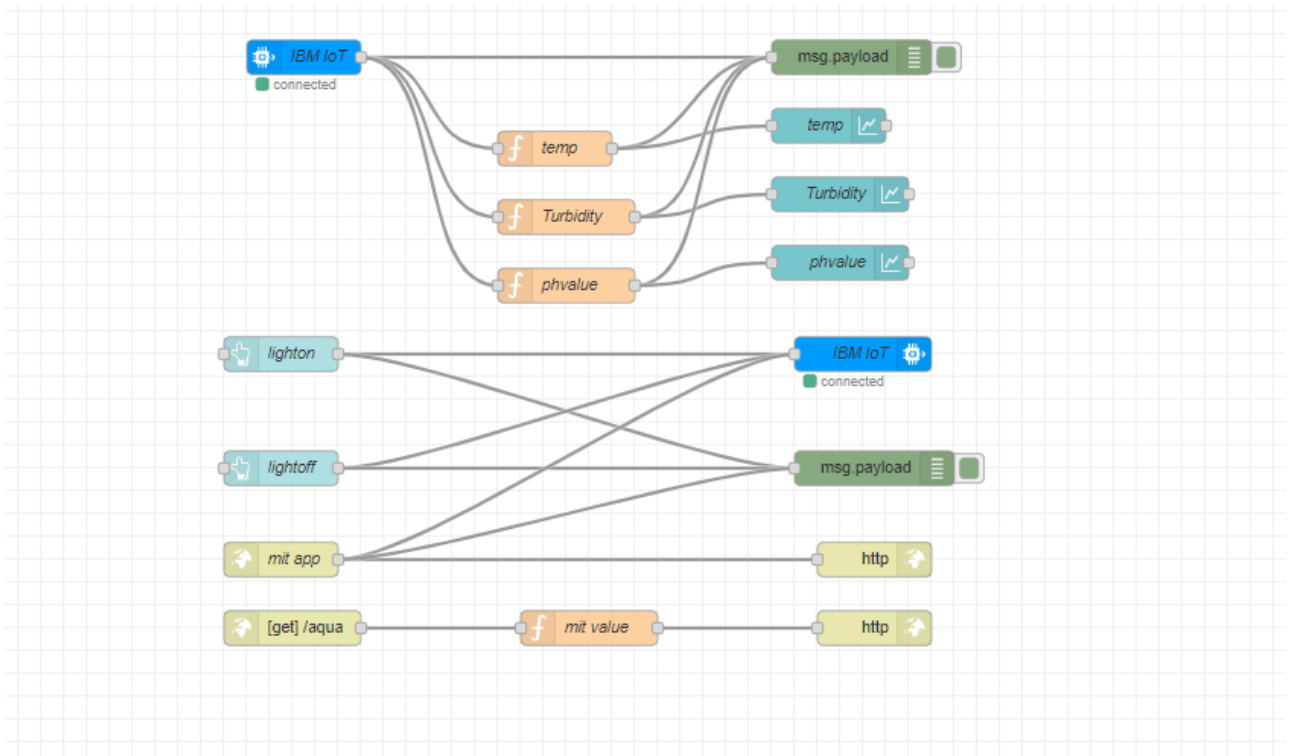 IBM IoT
msg.payload
connected
temp
temp
Turbidity
Turbidity
phvalue
phvalue
lighton
IBM IoT
connected
lightoff
msg.payload
mit app
http
[get] /aqua
mit value
http